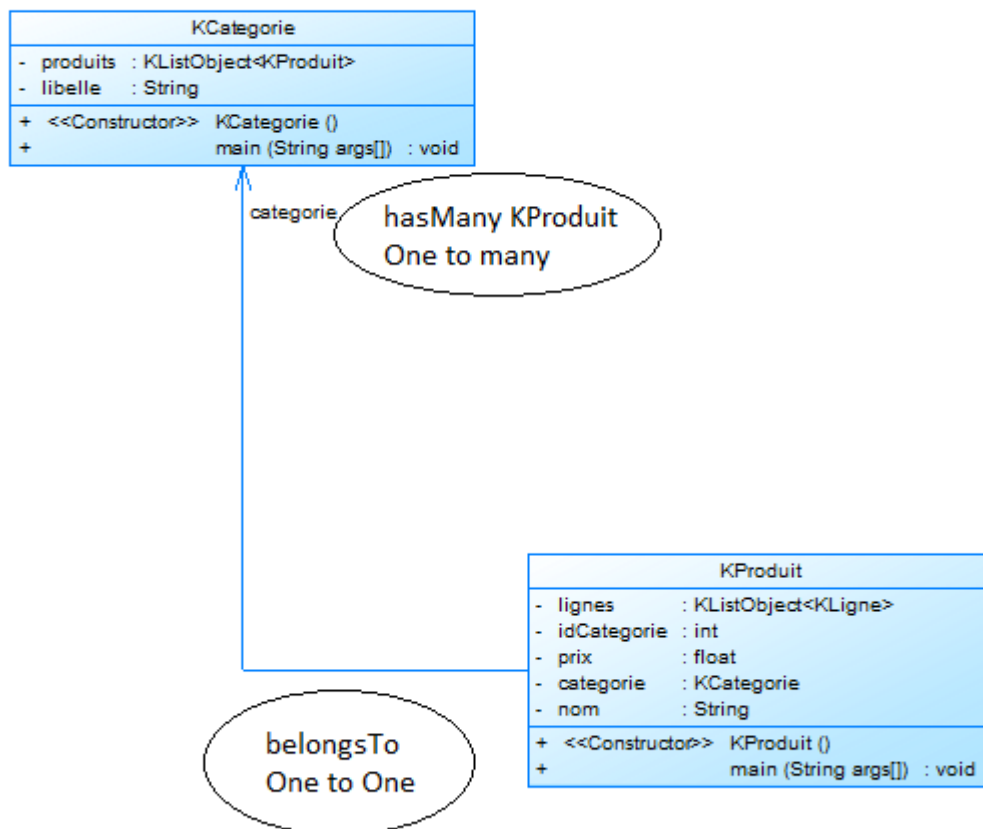 KCategorie
- produits : KListObject<KProduit>
- libelle : String
+ <<Constructor>> KCategorie ()
+ main (String args[]) : void
categorie
hasMany KProduit
One to many
KProduit
- lignes : KListObject<KLigne>
- idCategorie : int
- prix : float
- categorie : KCategorie
- nom : String
+ <<Constructor>> KProduit ()
+ main (String args[]) : void
belongsTo
One to One